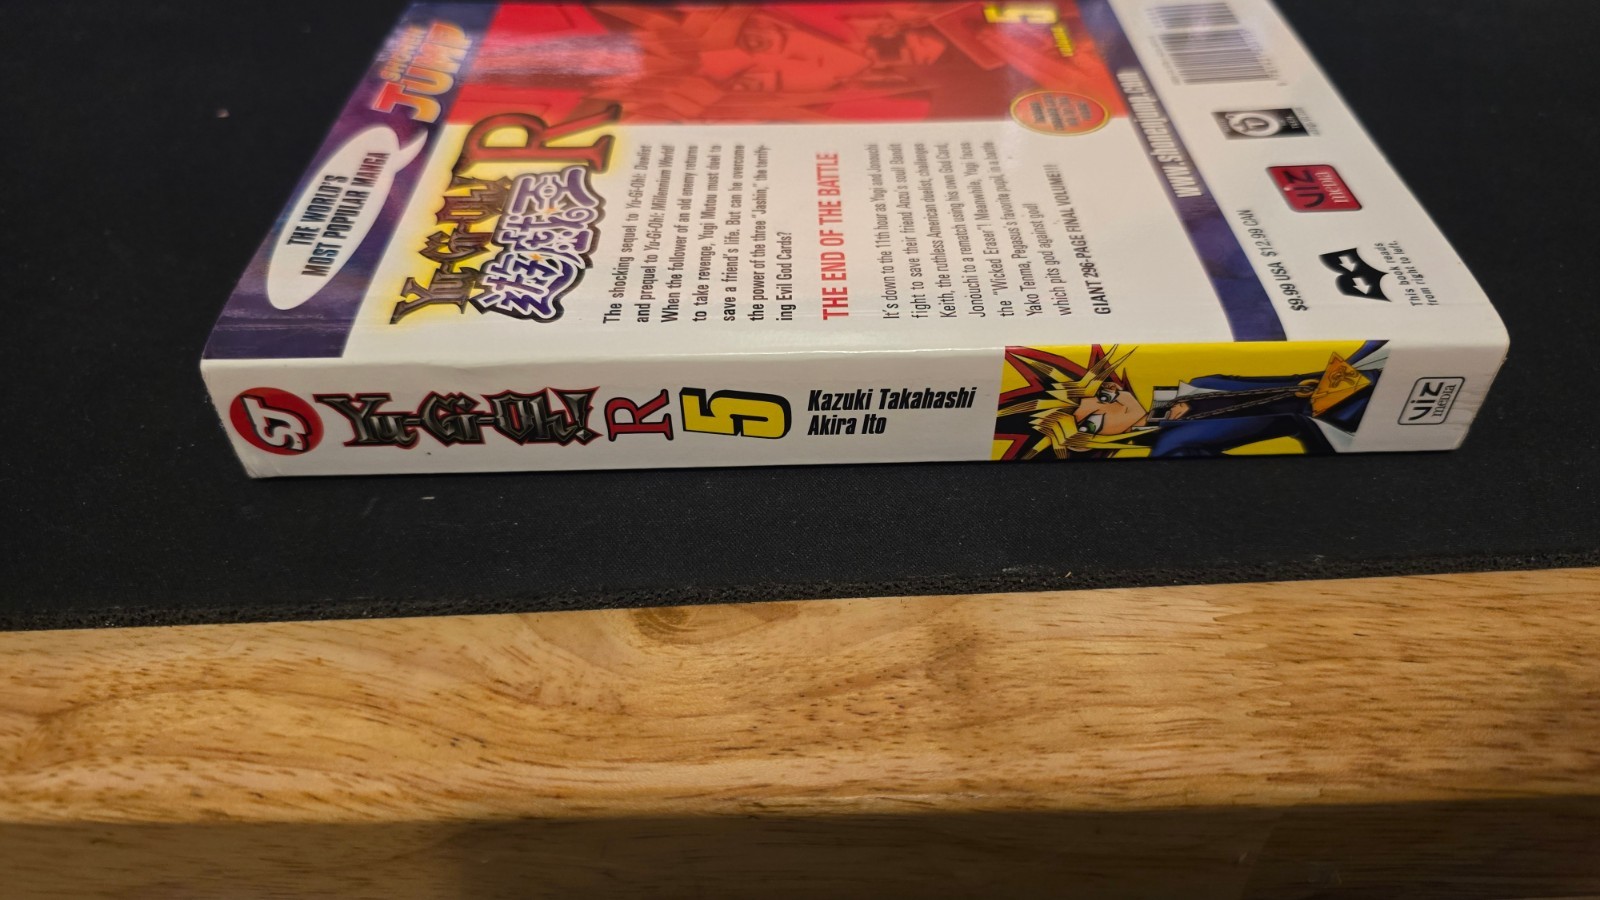 SHONEN
JUMP
THE WORLD'S
MOST POPULAR MANGA
Yu-Gi-Oh!
R
遊☆戯☆王
volume 5
The shocking sequel to Yu-Gi-Oh!: Duelist
and prequel to Yu-Gi-Oh!: Millennium World!
When the follower of an old enemy returns
to take revenge, Yugi Mutou must duel to
save a friend's life. But can he overcome
the power of the three "Jashin," the terrify-
ing Evil God Cards?
THE END OF THE BATTLE
It's down to the 11th hour as Yugi and Jonouchi
fight to save their friend Anzu's soul! Bandit
Keith, the ruthless American duelist, challenges
Jonouchi to a rematch using his own God Card,
the "Wicked Eraser"! Meanwhile, Yugi faces
Yako Tenma, Pegasus's favorite pupil, in a battle
which pits god against god!
GIANT 296-PAGE FINAL VOLUME!!!
www.shonenjump.com
T
TEEN
viz
media
$9.99 USA $12.99 CAN
This book reads
from right to left.
SJ
Yu-Gi-Oh! R 5
Kazuki Takahashi
Akira Ito
viz
media